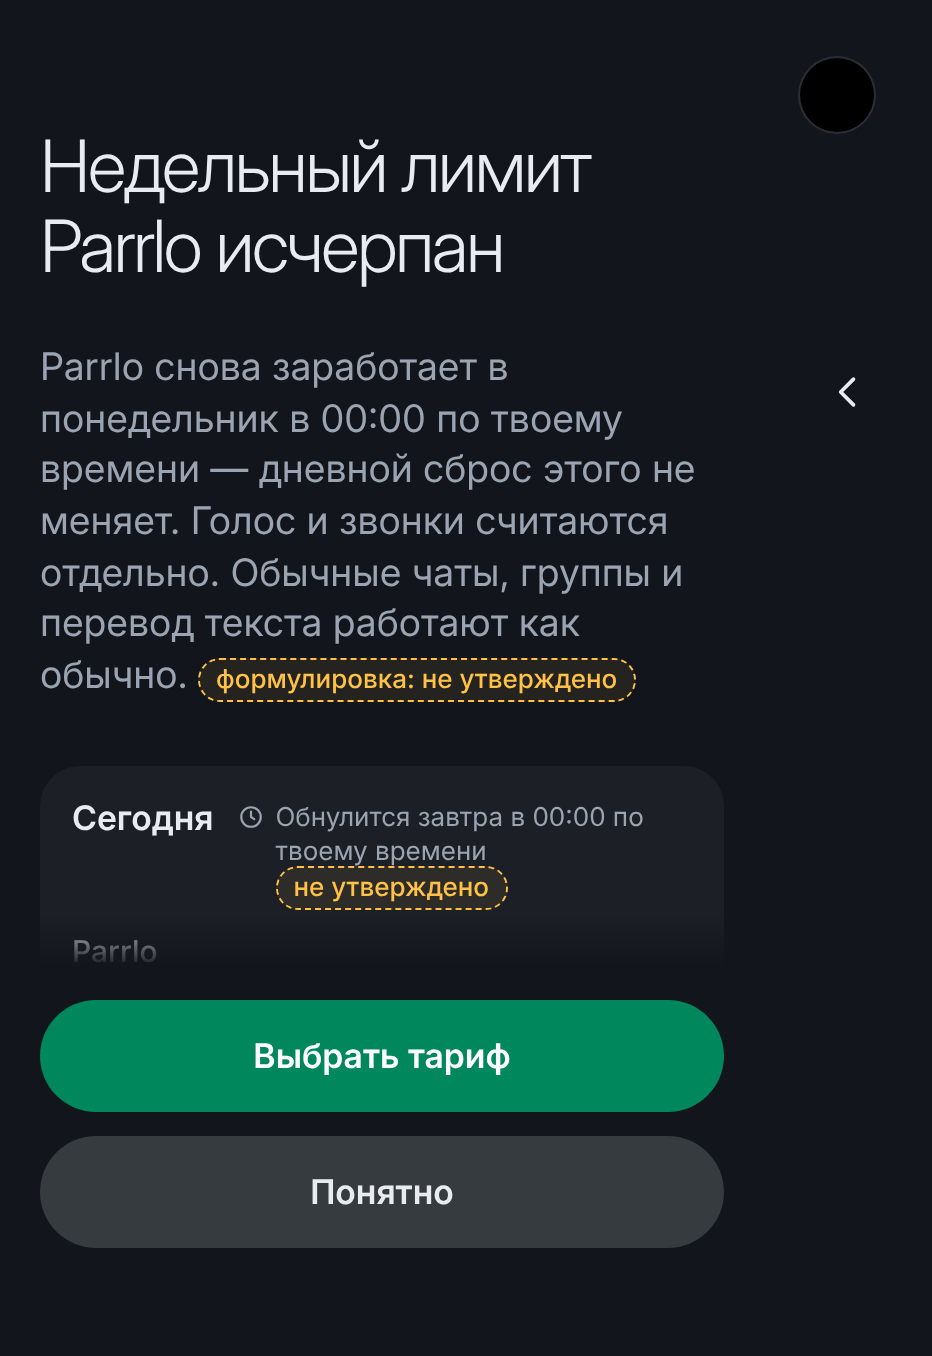 Недельный лимит
Parrlo исчерпан
Parrlo снова заработает в
понедельник в 00:00 по твоему
времени — дневной сброс этого не
меняет. Голос и звонки считаются
отдельно. Обычные чаты, группы и
перевод текста работают как
обычно. формулировка: не утверждено
Сегодня Обнулится завтра в 00:00 по
твоему времени
не утверждено
Parrlo
Выбрать тариф
Понятно